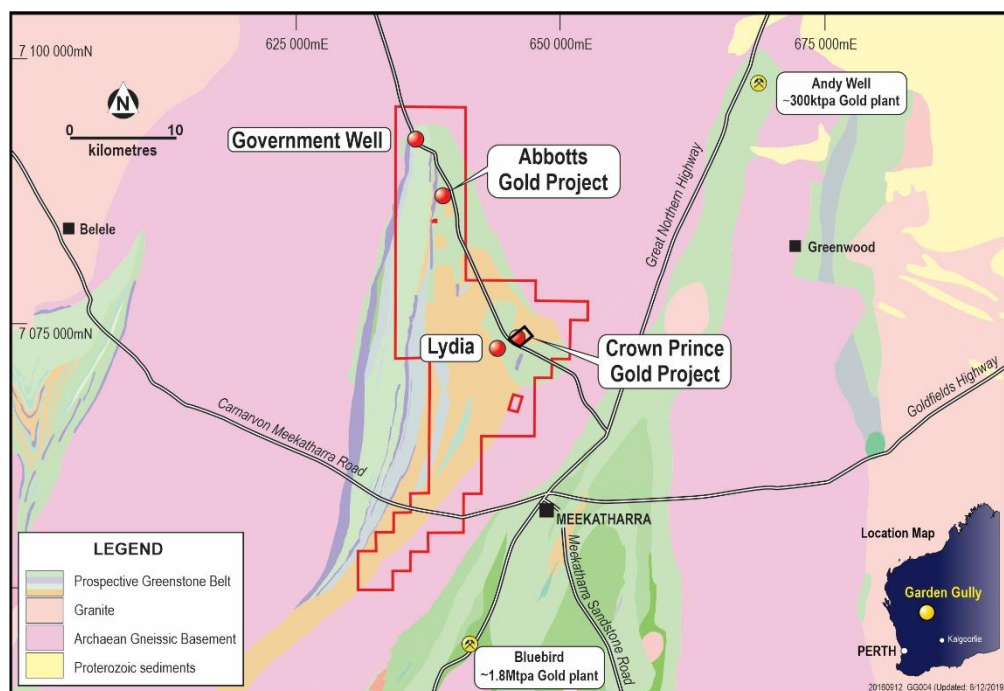 625 000mE
650 000mE
675 000mE
7 100 000mN
N
0 10
kilometres
Government Well
Abbotts
Gold Project
Andy Well
~300ktpa Gold plant
Great Northern Highway
Belele
Greenwood
7 075 000mN
Lydia
Crown Prince
Gold Project
Goldfields Highway
Carnarvon Meekatharra Road
MEEKATHARRA
Meekatharra Sandstone Road
Bluebird
~1.8Mtpa Gold plant
LEGEND
Prospective Greenstone Belt
Granite
Archaean Gneissic Basement
Proterozoic sediments
Location Map
Garden Gully
Kalgoorlie
PERTH
20160912_GG004 (Updated: 6/12/2019)